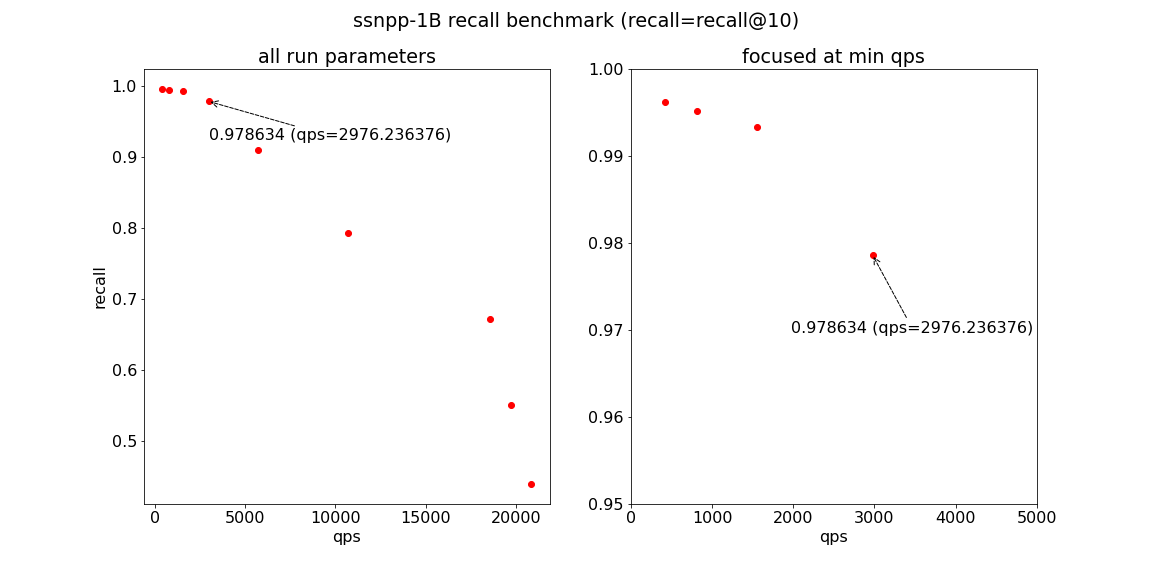 ssnpp-1B recall benchmark (recall=recall@10)
all run parameters
1.0
0.9
0.8
0.7
0.6
0.5
recall
0.978634 (qps=2976.236376)
0 5000 10000 15000 20000
qps
focused at min qps
1.00
0.99
0.98
0.97
0.96
0.95
0.978634 (qps=2976.236376)
0 1000 2000 3000 4000 5000
qps